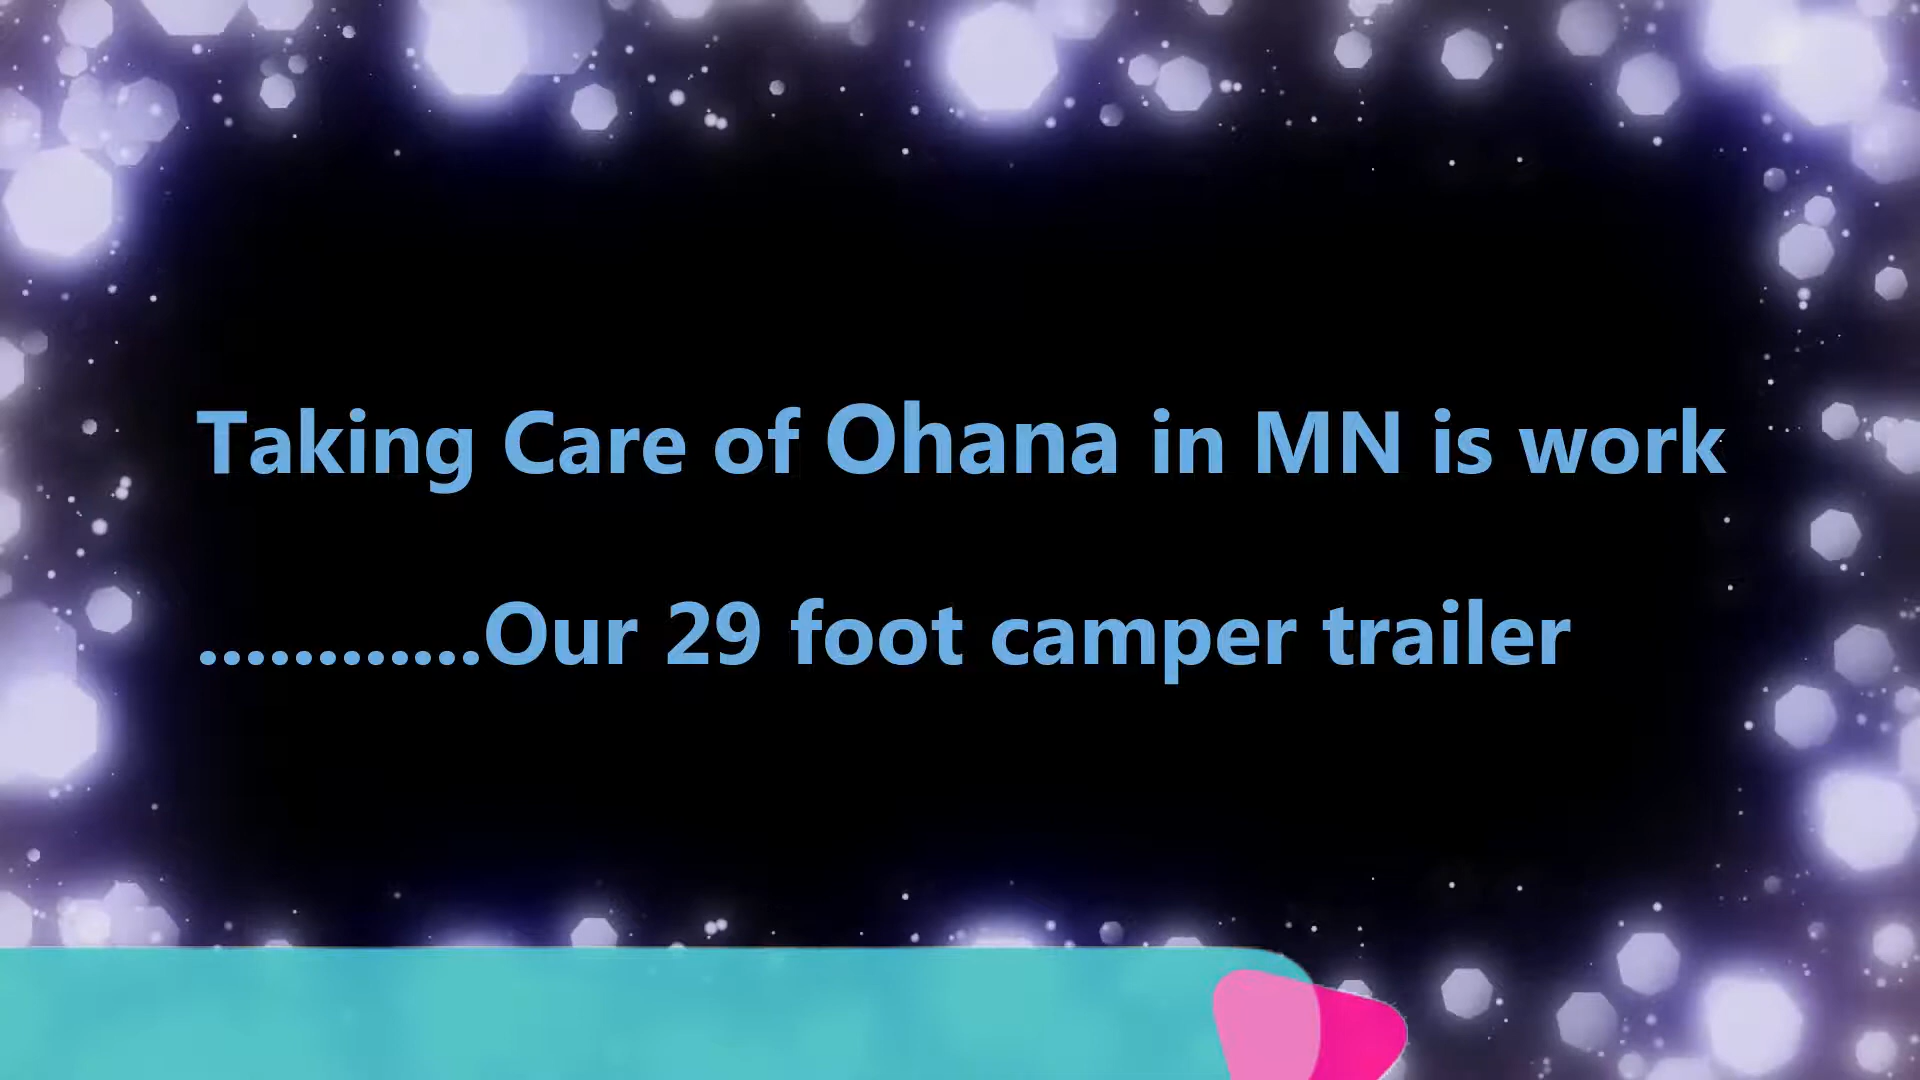 Taking Care of Ohana in MN is work
............Our 29 foot camper trailer